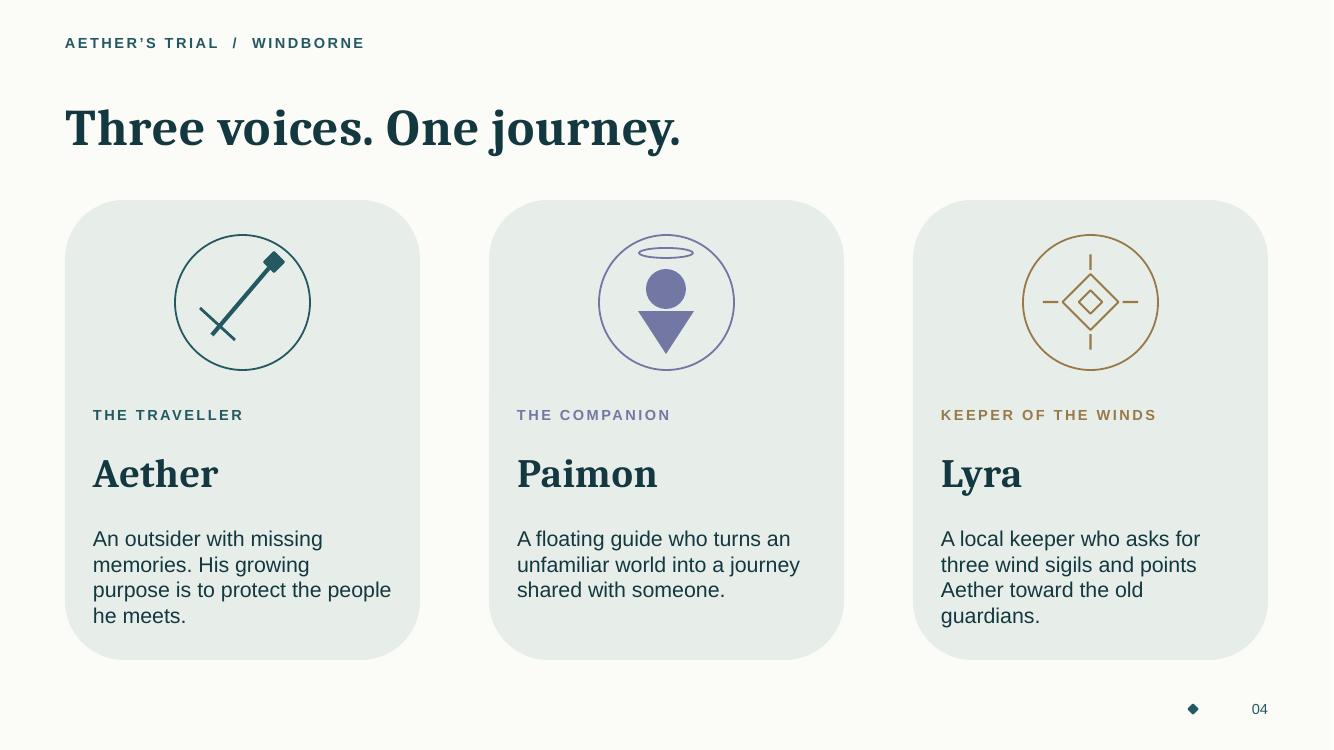 AETHER’S TRIAL / WINDBORNE
Three voices. One journey.
THE TRAVELLER
Aether
An outsider with missing
memories. His growing
purpose is to protect the people
he meets.
THE COMPANION
Paimon
A floating guide who turns an
unfamiliar world into a journey
shared with someone.
KEEPER OF THE WINDS
Lyra
A local keeper who asks for
three wind sigils and points
Aether toward the old
guardians.
04